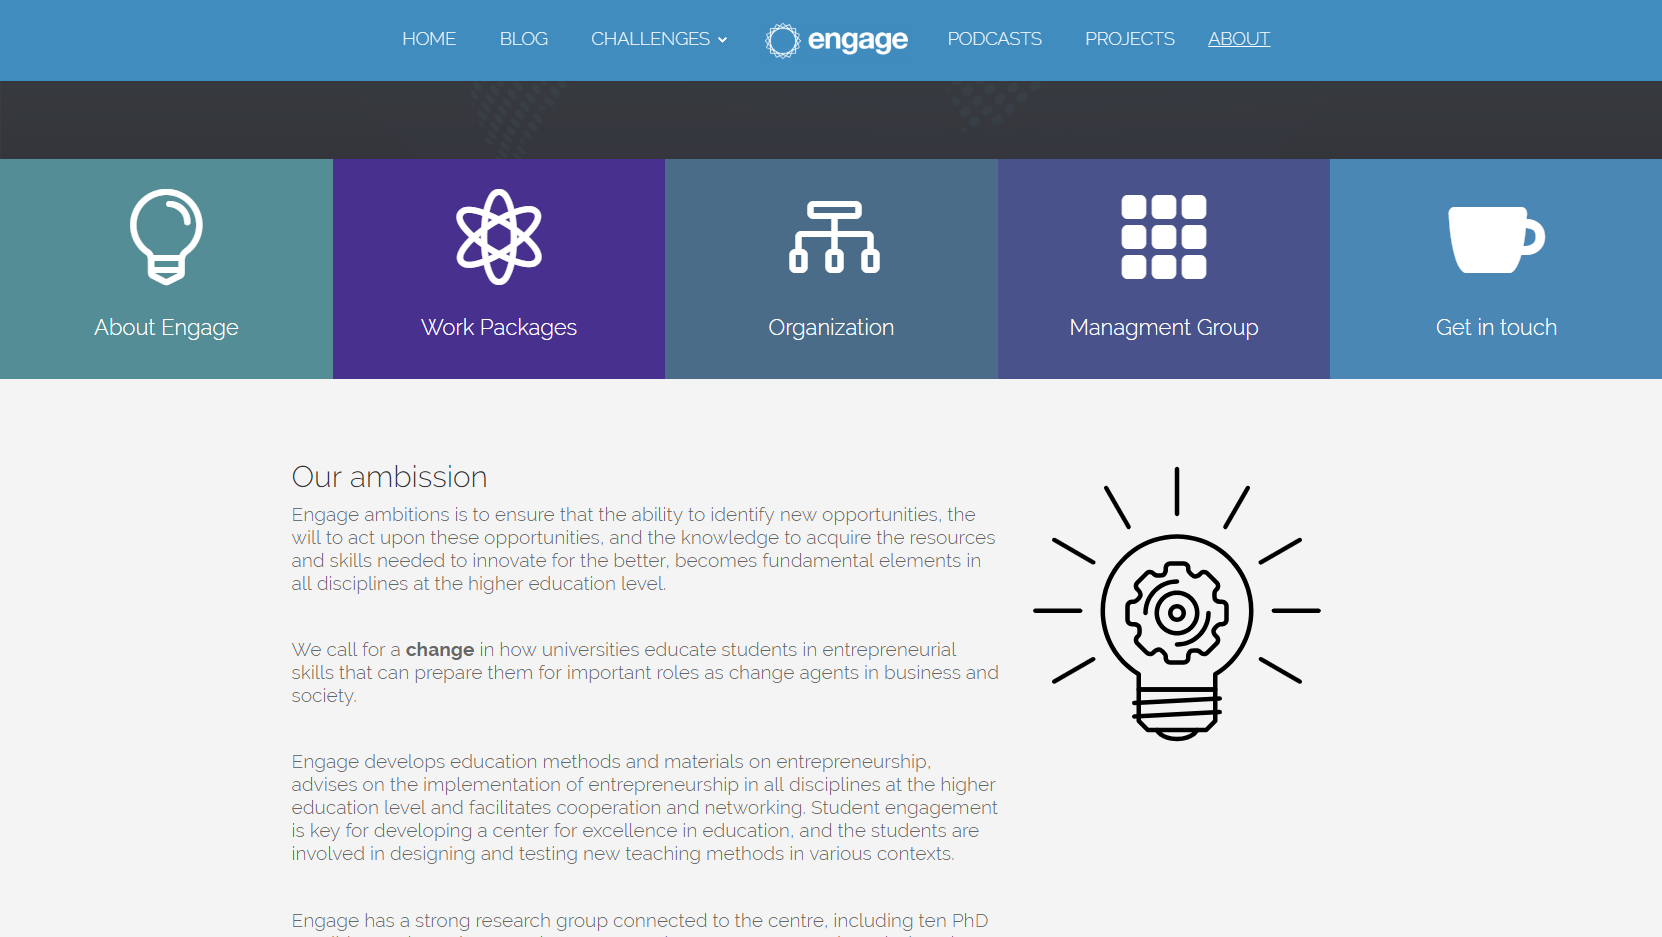 HOME BLOG CHALLENGES engage PODCASTS PROJECTS ABOUT
About Engage
Work Packages
Organization
Managment Group
Get in touch
Our ambission
Engage ambitions is to ensure that the ability to identify new opportunities, the
will to act upon these opportunities, and the knowledge to acquire the resources
and skills needed to innovate for the better, becomes fundamental elements in
all disciplines at the higher education level.
We call for a change in how universities educate students in entrepreneurial
skills that can prepare them for important roles as change agents in business and
society.
Engage develops education methods and materials on entrepreneurship,
advises on the implementation of entrepreneurship in all disciplines at the higher
education level and facilitates cooperation and networking. Student engagement
is key for developing a center for excellence in education, and the students are
involved in designing and testing new teaching methods in various contexts.
Engage has a strong research group connected to the centre, including ten PhD